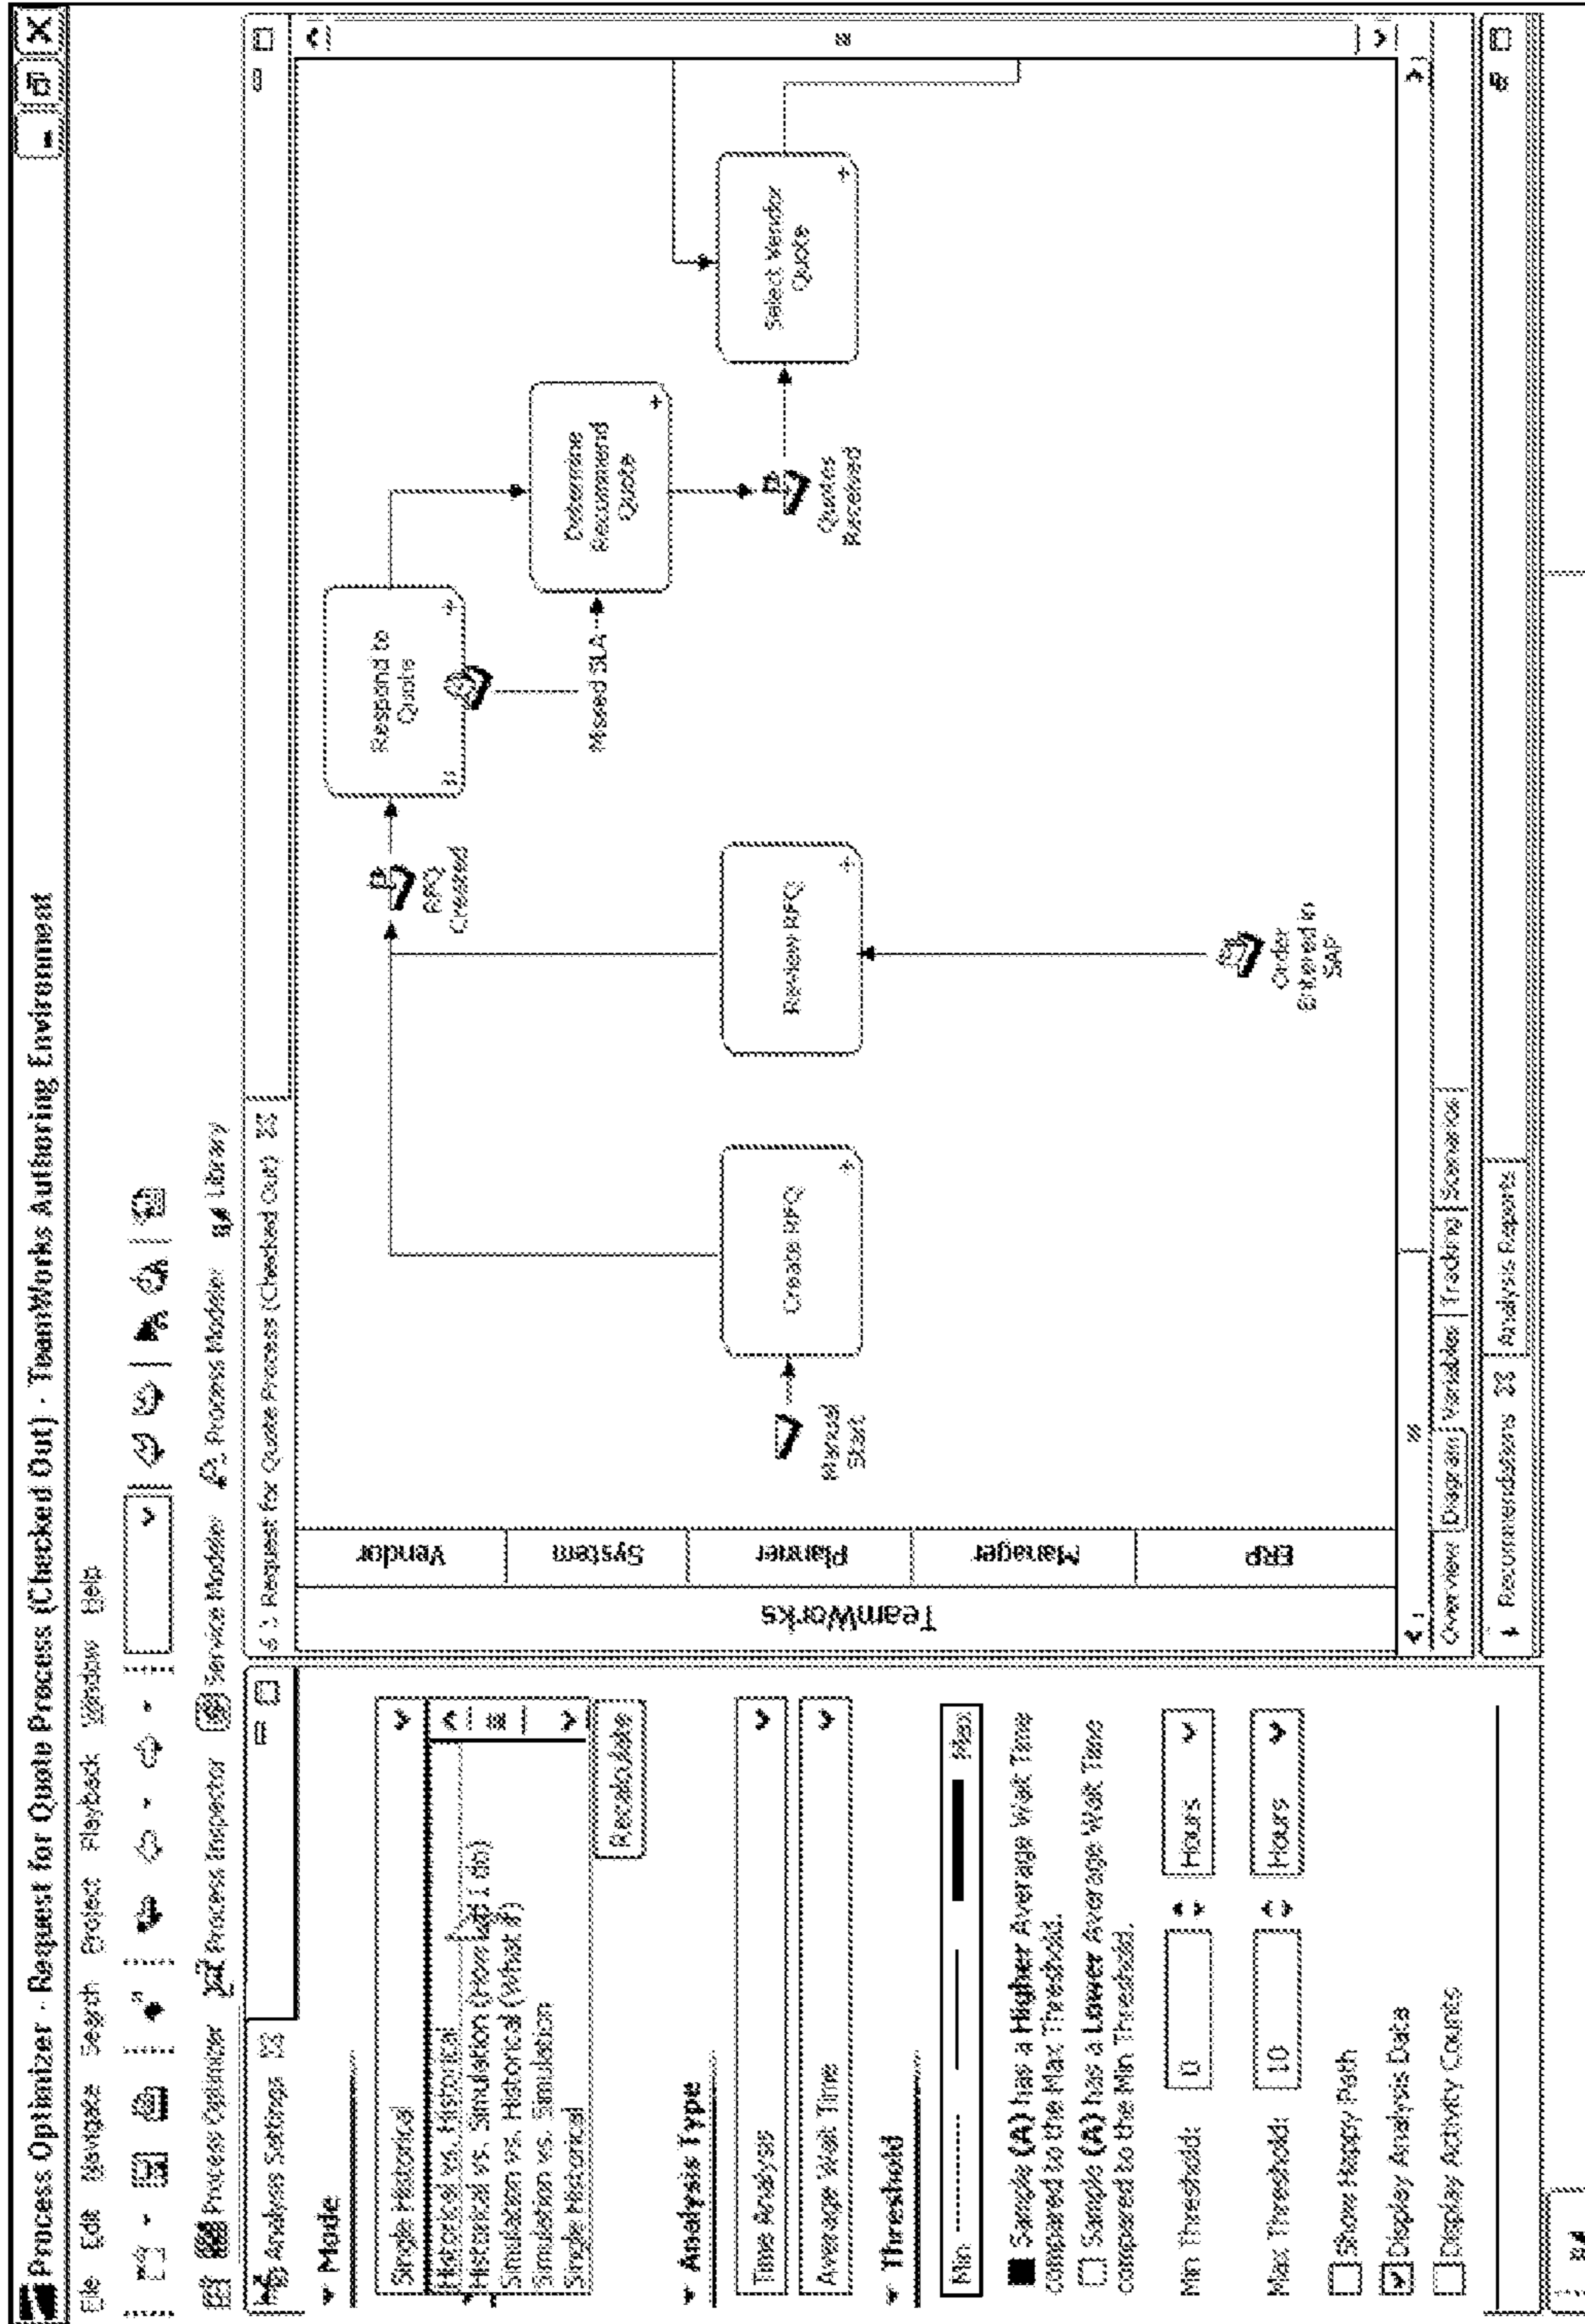 Process Optimizer - Request for Quote Process (Checked Out) - TeamWorks Authoring Environment
File Edit Navigate Search Project Playback Window Help
Process Optimizer Process Inspector Service Modeler Process Modeler Library
Analysis Settings
Mode
Single Historical
Historical vs. Historical
Historical vs. Simulation (How did I do)
Simulation vs. Historical (What if)
Simulation vs. Simulation
Single Historical
Recalculate
Analysis Type
Time Analysis
Average Wait Time
Threshold
Min Max
Sample (A) has a Higher Average Wait Time
compared to the Max Threshold.
Sample (A) has a Lower Average Wait Time
compared to the Min Threshold.
Min Threshold: 0 Hours
Max Threshold: 10 Hours
Show Happy Path
Display Analysis Data
Display Activity Counts
Request for Quote Process (Checked Out)
TeamWorks
Vendor
System
Planner
Manager
ERP
Manual
Start
Create RFQ
Review RFQ
Order
Entered in
SAP
RFQ
Created
Respond to
Quote
Missed SLA
Determine
Recommend
Quote
Quotes
Received
Select Vendor
Quote
Overview Diagram Variables Tracking Scenarios
Recommendations Analysis Reports